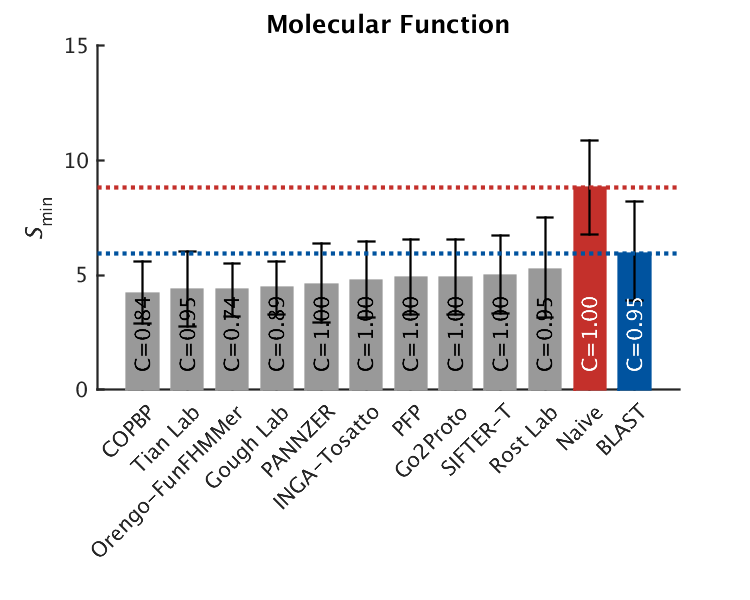 Molecular Function
15
10
5
0
Smin
C=0.84
C=0.95
C=0.74
C=0.89
C=1.00
C=1.00
C=1.00
C=1.00
C=1.00
C=0.95
C=1.00
C=0.95
COPBP
Tian Lab
Orengo-FunFHMMer
Gough Lab
PANNZER
INGA-Tosatto
PFP
Go2Proto
SIFTER-T
Rost Lab
Naive
BLAST